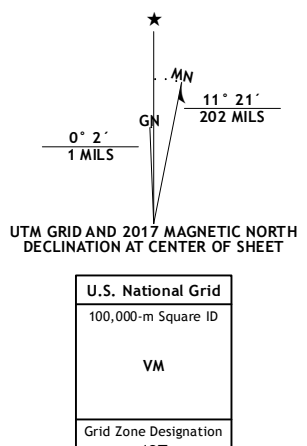 ★
MN
GN
11° 21´
202 MILS
0° 2´
1 MILS
UTM GRID AND 2017 MAGNETIC NORTH
DECLINATION AT CENTER OF SHEET
U.S. National Grid
100,000-m Square ID
VM
Grid Zone Designation